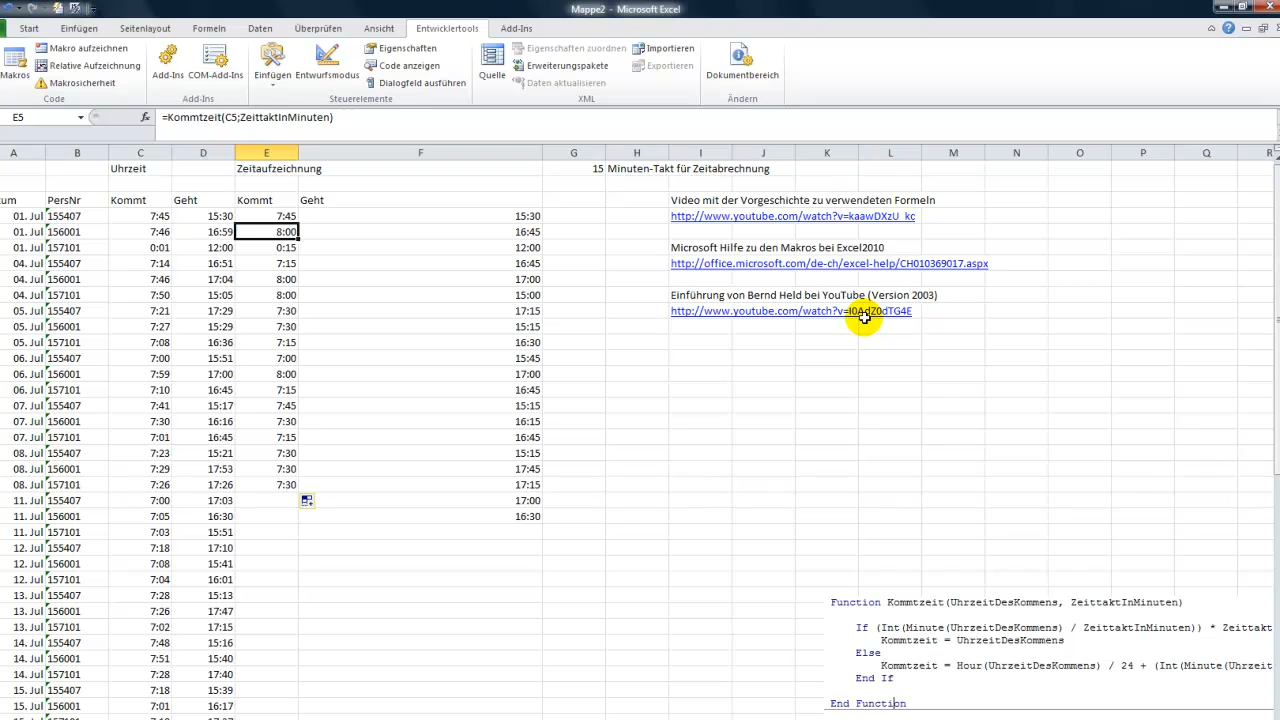 Mappe2 - Microsoft Excel
Start Einfügen Seitenlayout Formeln Daten Überprüfen Ansicht Entwicklertools Add-Ins
Makros
Makro aufzeichnen
Relative Aufzeichnung
Makrosicherheit
Code
Add-Ins COM-Add-Ins
Add-Ins
Einfügen Entwurfsmodus
Eigenschaften
Code anzeigen
Dialogfeld ausführen
Steuerelemente
Quelle
Eigenschaften zuordnen Importieren
Erweiterungspakete Exportieren
Daten aktualisieren
XML
Dokumentbereich
Ändern
E5 fx =Kommtzeit(C5;ZeittaktInMinuten)
A B C D E F G H I J K L M N O P Q R
Uhrzeit Zeitaufzeichnung 15 Minuten-Takt für Zeitabrechnung
tum PersNr Kommt Geht Kommt Geht Video mit der Vorgeschichte zu verwendeten Formeln
01. Jul 155407 7:45 15:30 7:45 15:30 http://www.youtube.com/watch?v=kaawDXzU_kc
01. Jul 156001 7:46 16:59 8:00 16:45
01. Jul 157101 0:01 12:00 0:15 12:00 Microsoft Hilfe zu den Makros bei Excel2010
04. Jul 155407 7:14 16:51 7:15 16:45 http://office.microsoft.com/de-ch/excel-help/CH010369017.aspx
04. Jul 156001 7:46 17:04 8:00 17:00
04. Jul 157101 7:50 15:05 8:00 15:00 Einführung von Bernd Held bei YouTube (Version 2003)
05. Jul 155407 7:21 17:29 7:30 17:15 http://www.youtube.com/watch?v=I0AdZ0dTG4E
05. Jul 156001 7:27 15:29 7:30 15:15
05. Jul 157101 7:08 16:36 7:15 16:30
06. Jul 155407 7:00 15:51 7:00 15:45
06. Jul 156001 7:59 17:00 8:00 17:00
06. Jul 157101 7:10 16:45 7:15 16:45
07. Jul 155407 7:41 15:17 7:45 15:15
07. Jul 156001 7:30 16:16 7:30 16:15
07. Jul 157101 7:01 16:45 7:15 16:45
08. Jul 155407 7:23 15:21 7:30 15:15
08. Jul 156001 7:29 17:53 7:30 17:45
08. Jul 157101 7:26 17:26 7:30 17:15
11. Jul 155407 7:00 17:03 17:00
11. Jul 156001 7:05 16:30 16:30
11. Jul 157101 7:03 15:51
12. Jul 155407 7:18 17:10
12. Jul 156001 7:08 15:41
12. Jul 157101 7:04 16:01
13. Jul 155407 7:28 15:13
13. Jul 156001 7:26 17:47
13. Jul 157101 7:02 17:15
14. Jul 155407 7:48 15:16
14. Jul 156001 7:51 15:40
14. Jul 157101 7:28 17:40
15. Jul 155407 7:18 15:39
15. Jul 156001 7:01 16:17
Function Kommtzeit(UhrzeitDesKommens, ZeittaktInMinuten)
If (Int(Minute(UhrzeitDesKommens) / ZeittaktInMinuten)) * Zeittakt
Kommtzeit = UhrzeitDesKommens
Else
Kommtzeit = Hour(UhrzeitDesKommens) / 24 + (Int(Minute(Uhrzeit
End If
End Function